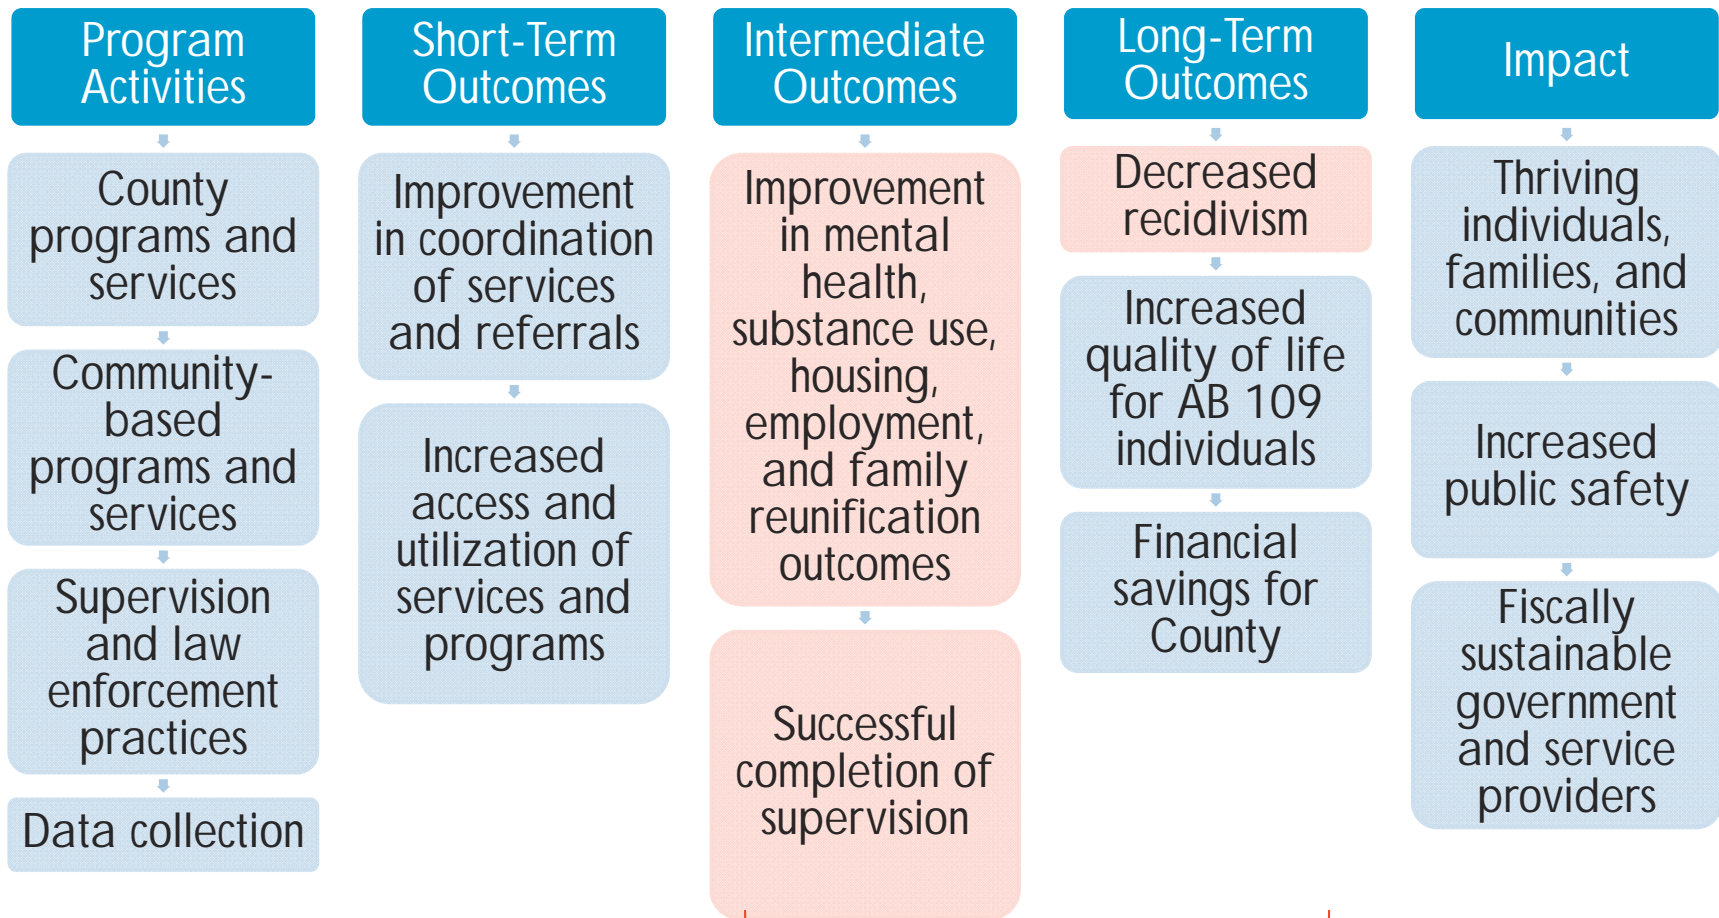 Program
Activities
County
programs and
services
Community-
based
programs and
services
Supervision
and law
enforcement
practices
Data collection
Short-Term
Outcomes
Improvement
in coordination
of services
and referrals
Increased
access and
utilization of
services and
programs
Intermediate
Outcomes
Improvement
in mental
health,
substance use,
housing,
employment,
and family
reunification
outcomes
Successful
completion of
supervision
Long-Term
Outcomes
Decreased
recidivism
Increased
quality of life
for AB 109
individuals
Financial
savings for
County
Impact
Thriving
individuals,
families, and
communities
Increased
public safety
Fiscally
sustainable
government
and service
providers